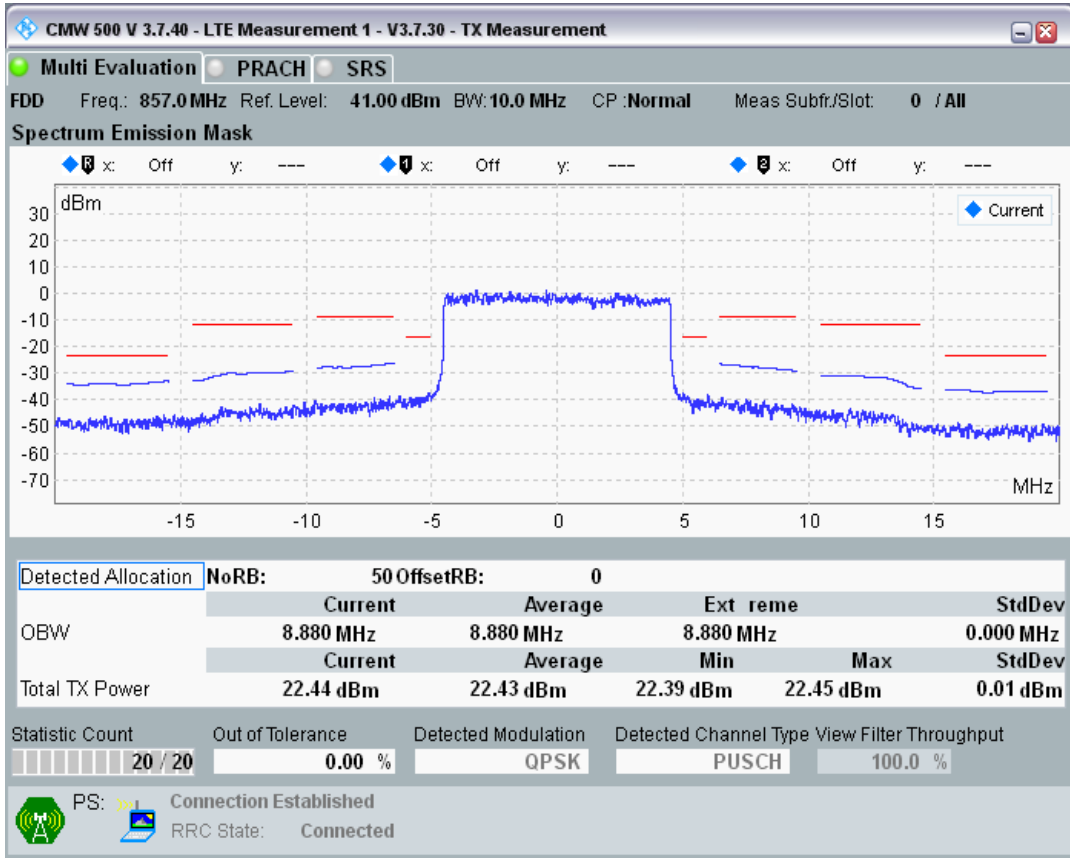 CMW 500 V 3.7.40 - LTE Measurement 1 - V3.7.30 - TX Measurement
Multi Evaluation PRACH SRS
FDD Freq.: 857.0 MHz Ref. Level: 41.00 dBm BW: 10.0 MHz CP :Normal Meas Subfr./Slot: 0 / All
Spectrum Emission Mask
R x: Off y: --- 1 x: Off y: --- 2 x: Off y: ---
dBm
Current
30
20
10
0
-10
-20
-30
-40
-50
-60
-70
MHz
-15 -10 -5 0 5 10 15
Detected Allocation NoRB: 50 OffsetRB: 0
Current Average Ext reme StdDev
OBW 8.880 MHz 8.880 MHz 8.880 MHz 0.000 MHz
Current Average Min Max StdDev
Total TX Power 22.44 dBm 22.43 dBm 22.39 dBm 22.45 dBm 0.01 dBm
Statistic Count Out of Tolerance Detected Modulation Detected Channel Type View Filter Throughput
20 / 20 0.00 % QPSK PUSCH 100.0 %
PS: Connection Established
RRC State: Connected